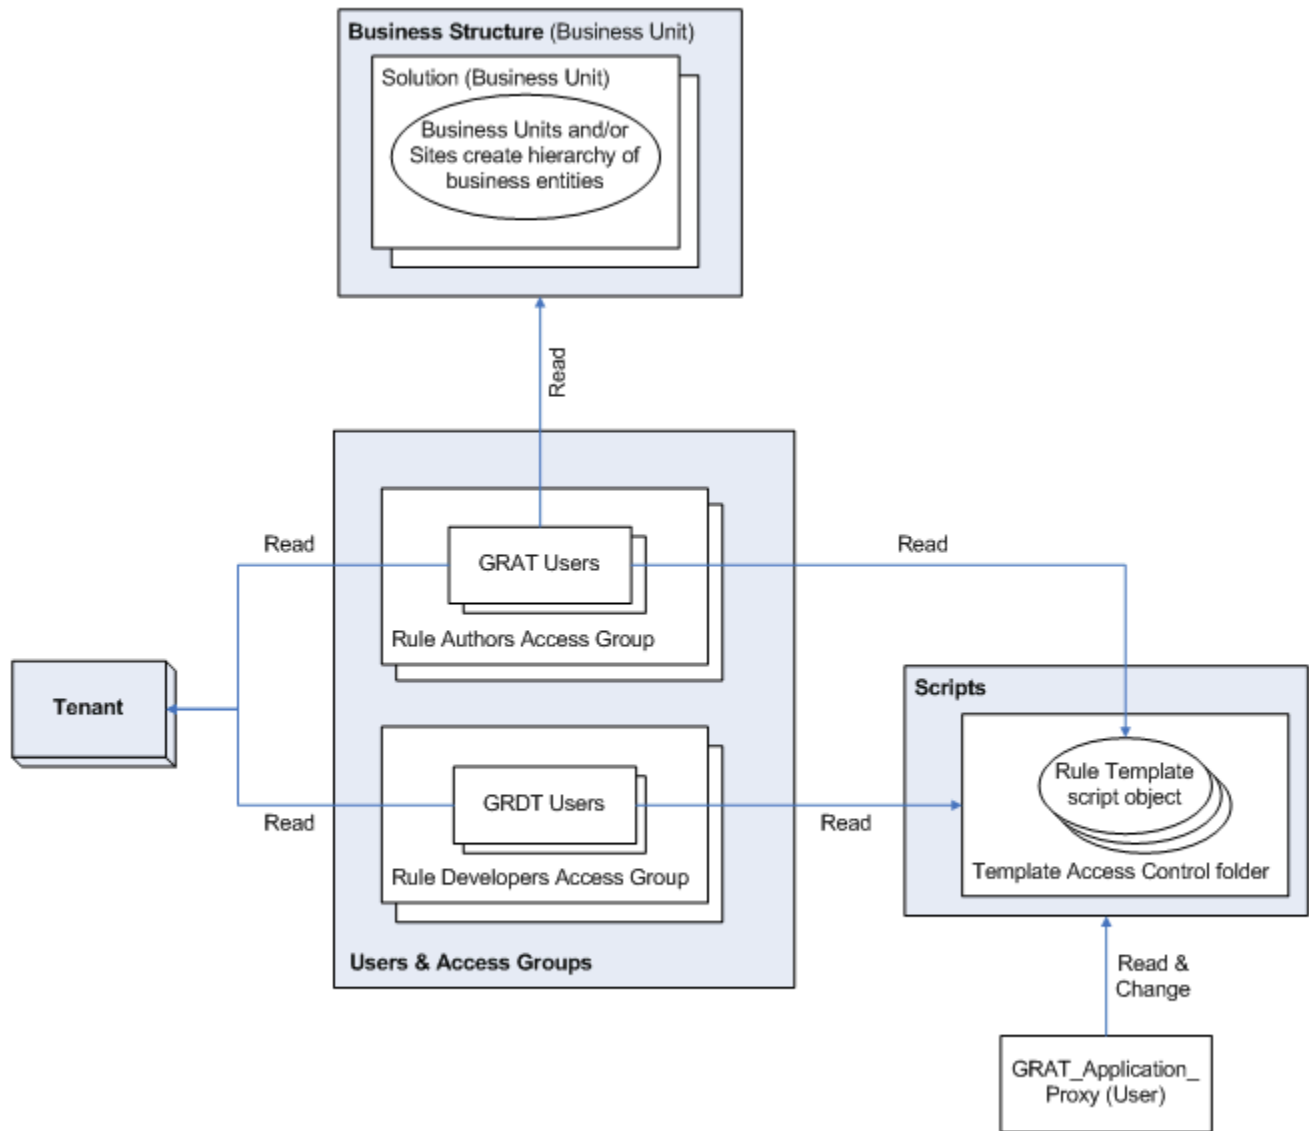 Business Structure (Business Unit)
Solution (Business Unit)
Business Units and/or
Sites create hierarchy of
business entities
Read
Read
GRAT Users
Read
Rule Authors Access Group
Tenant
Scripts
Rule Template
script object
GRDT Users
Read
Read
Rule Developers Access Group
Template Access Control folder
Users & Access Groups
Read &
Change
GRAT_Application_
Proxy (User)